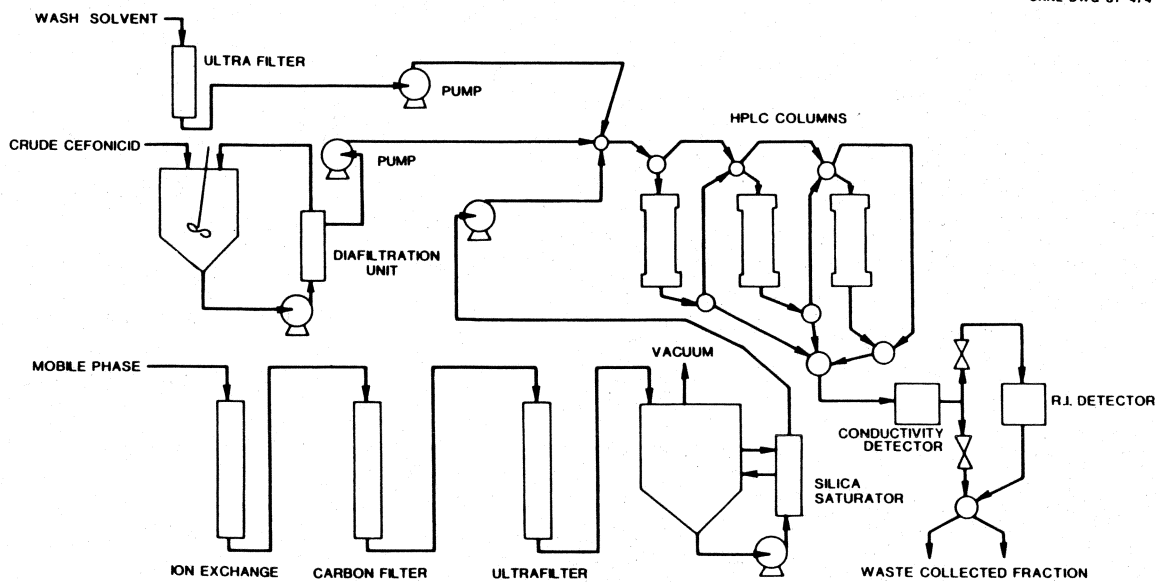 WASH SOLVENT
ULTRA FILTER
PUMP
CRUDE CEFONICID
PUMP
HPLC COLUMNS
DIAFILTRATION
UNIT
MOBILE PHASE
VACUUM
R.I. DETECTOR
CONDUCTIVITY
DETECTOR
SILICA
SATURATOR
ION EXCHANGE
CARBON FILTER
ULTRAFILTER
WASTE COLLECTED FRACTION